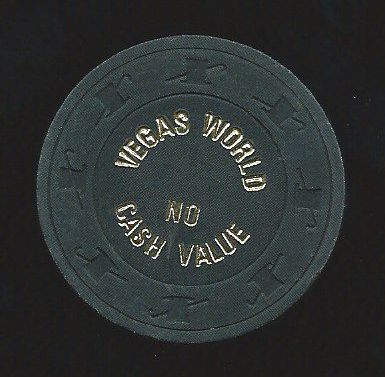 VEGAS WORLD
NO
CASH VALUE